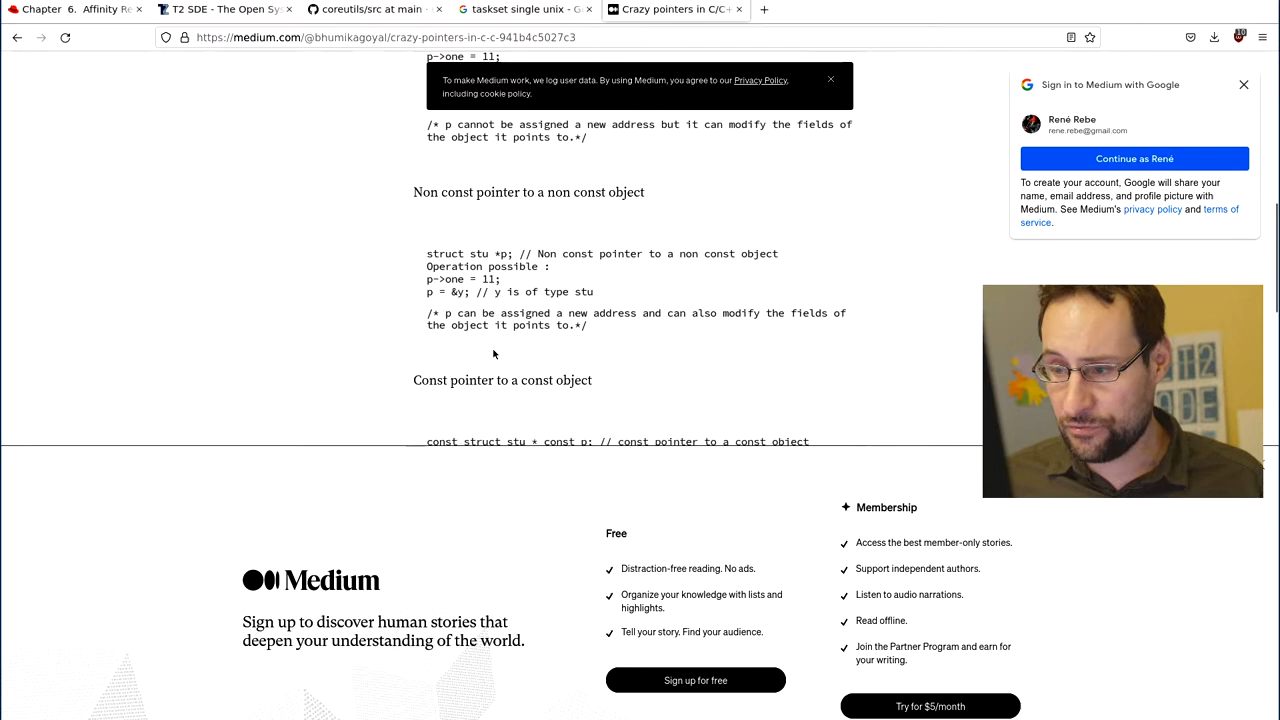 Chapter 6. Affinity Re
T2 SDE - The Open Sy
coreutils/src at main ·
taskset single unix - G
Crazy pointers in C/C+
https://medium.com/@bhumikagoyal/crazy-pointers-in-c-c-941b4c5027c3
10
p->one = 11;
To make Medium work, we log user data. By using Medium, you agree to our Privacy Policy,
including cookie policy.
/* p cannot be assigned a new address but it can modify the fields of
the object it points to.*/
Non const pointer to a non const object
struct stu *p; // Non const pointer to a non const object
Operation possible :
p->one = 11;
p = &y; // y is of type stu
/* p can be assigned a new address and can also modify the fields of
the object it points to.*/
Const pointer to a const object
const struct stu * const p; // const pointer to a const object
Sign in to Medium with Google
René Rebe
rene.rebe@gmail.com
Continue as René
To create your account, Google will share your
name, email address, and profile picture with
Medium. See Medium's privacy policy and terms of
service.
Medium
Sign up to discover human stories that
deepen your understanding of the world.
Free
Distraction-free reading. No ads.
Organize your knowledge with lists and
highlights.
Tell your story. Find your audience.
Sign up for free
Membership
Access the best member-only stories.
Support independent authors.
Listen to audio narrations.
Read offline.
Join the Partner Program and earn for
your writing.
Try for $5/month